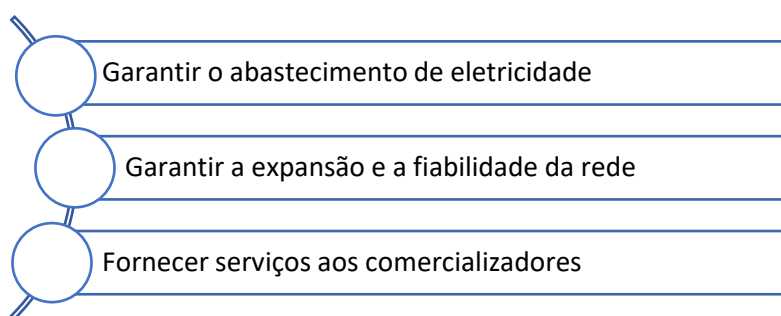 Garantir o abastecimento de eletricidade
Garantir a expansão e a fiabilidade da rede
Fornecer serviços aos comercializadores